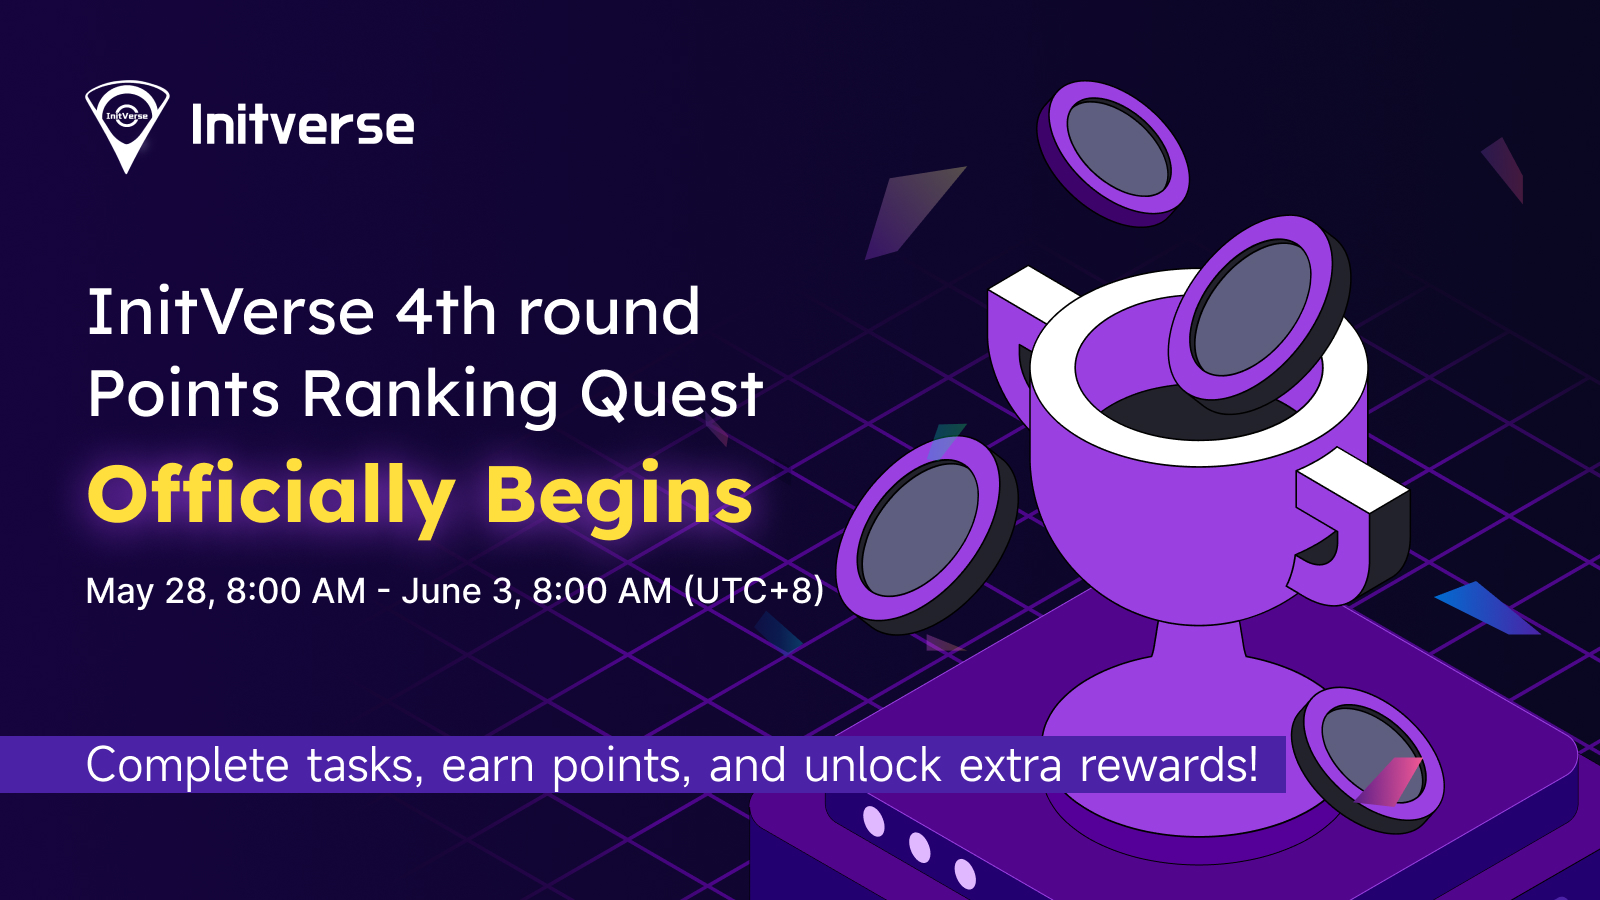 InitVerse
Initverse
InitVerse 4th round
Points Ranking Quest
Officially Begins
May 28, 8:00 AM - June 3, 8:00 AM (UTC+8)
Complete tasks, earn points, and unlock extra rewards!